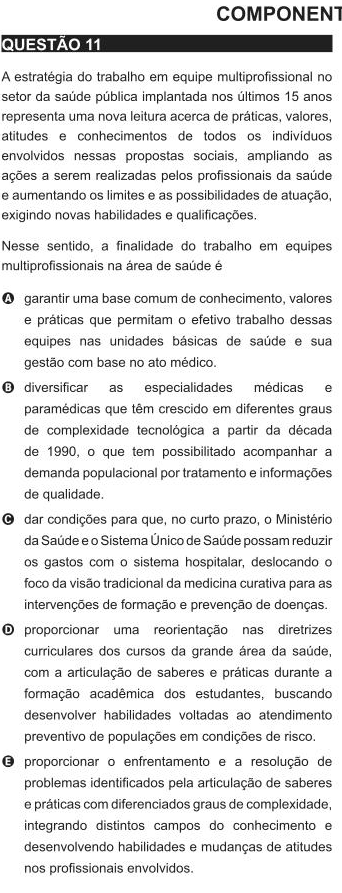 COMPONENT
QUESTÃO 11
A estratégia do trabalho em equipe multiprofissional no
setor da saúde pública implantada nos últimos 15 anos
representa uma nova leitura acerca de práticas, valores,
atitudes e conhecimentos de todos os indivíduos
envolvidos nessas propostas sociais, ampliando as
ações a serem realizadas pelos profissionais da saúde
e aumentando os limites e as possibilidades de atuação,
exigindo novas habilidades e qualificações.
Nesse sentido, a finalidade do trabalho em equipes
multiprofissionais na área de saúde é
A garantir uma base comum de conhecimento, valores
e práticas que permitam o efetivo trabalho dessas
equipes nas unidades básicas de saúde e sua
gestão com base no ato médico.
B diversificar as especialidades médicas e
paramédicas que têm crescido em diferentes graus
de complexidade tecnológica a partir da década
de 1990, o que tem possibilitado acompanhar a
demanda populacional por tratamento e informações
de qualidade.
C dar condições para que, no curto prazo, o Ministério
da Saúde e o Sistema Único de Saúde possam reduzir
os gastos com o sistema hospitalar, deslocando o
foco da visão tradicional da medicina curativa para as
intervenções de formação e prevenção de doenças.
D proporcionar uma reorientação nas diretrizes
curriculares dos cursos da grande área da saúde,
com a articulação de saberes e práticas durante a
formação acadêmica dos estudantes, buscando
desenvolver habilidades voltadas ao atendimento
preventivo de populações em condições de risco.
E proporcionar o enfrentamento e a resolução de
problemas identificados pela articulação de saberes
e práticas com diferenciados graus de complexidade,
integrando distintos campos do conhecimento e
desenvolvendo habilidades e mudanças de atitudes
nos profissionais envolvidos.